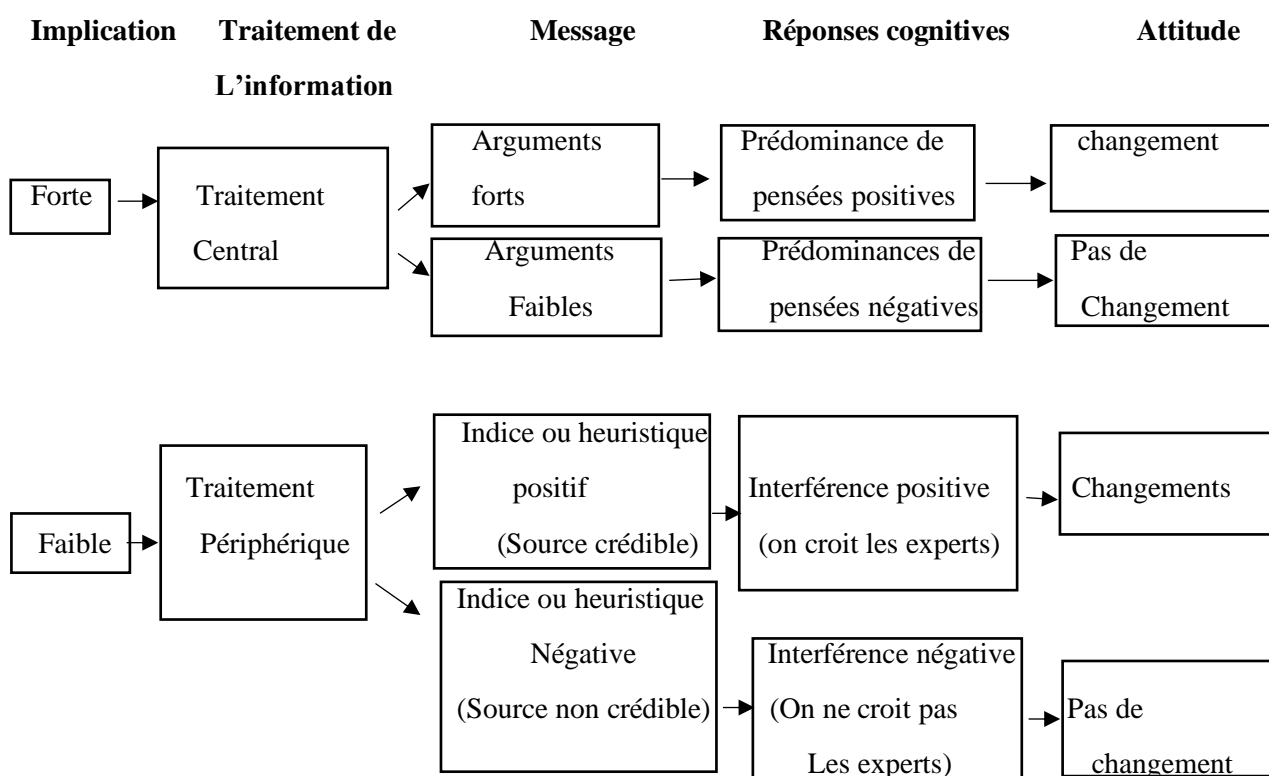 Implication Traitement de Message Réponses cognitives Attitude
L’information
Arguments
forts
Prédominance de
pensées positives
changement
Forte
Traitement
Central
Arguments
Faibles
Prédominances de
pensées négatives
Pas de
Changement
Indice ou heuristique
positif
(Source crédible)
Interférence positive
(on croit les experts)
Changements
Faible
Traitement
Périphérique
Indice ou heuristique
Négative
(Source non crédible)
Interférence négative
(On ne croit pas
Les experts)
Pas de
changement